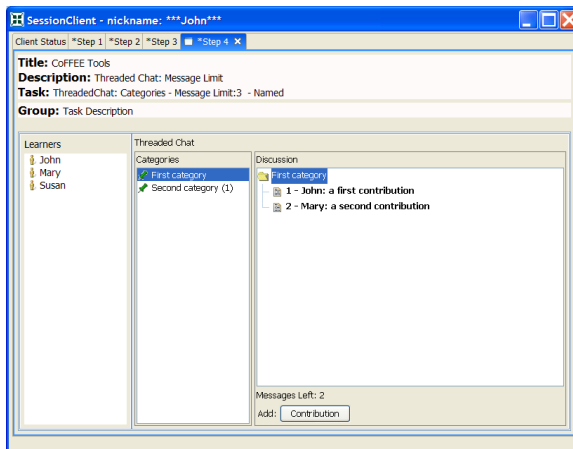 SessionClient - nickname: ***John***
Client Status *Step 1 *Step 2 *Step 3 *Step 4
Title: CoFFEE Tools
Description: Threaded Chat: Message Limit
Task: ThreadedChat: Categories - Message Limit:3 - Named
Group: Task Description
Learners
John
Mary
Susan
Threaded Chat
Categories
First category
Second category (1)
Discussion
First category
1 - John: a first contribution
2 - Mary: a second contribution
Messages Left: 2
Add: Contribution